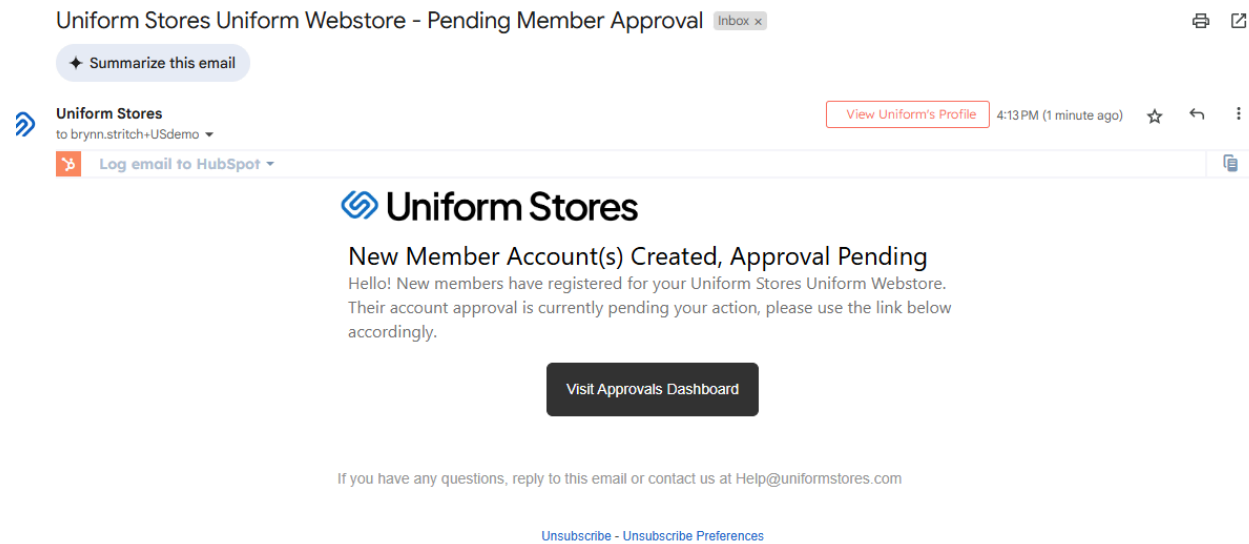 Uniform Stores Uniform Webstore - Pending Member Approval Inbox ×
Summarize this email
Uniform Stores
View Uniform's Profile 4:13 PM (1 minute ago)
to brynn.stritch+USdemo
Log email to HubSpot
Uniform Stores
New Member Account(s) Created, Approval Pending
Hello! New members have registered for your Uniform Stores Uniform Webstore.
Their account approval is currently pending your action, please use the link below
accordingly.
Visit Approvals Dashboard
If you have any questions, reply to this email or contact us at Help@uniformstores.com
Unsubscribe - Unsubscribe Preferences